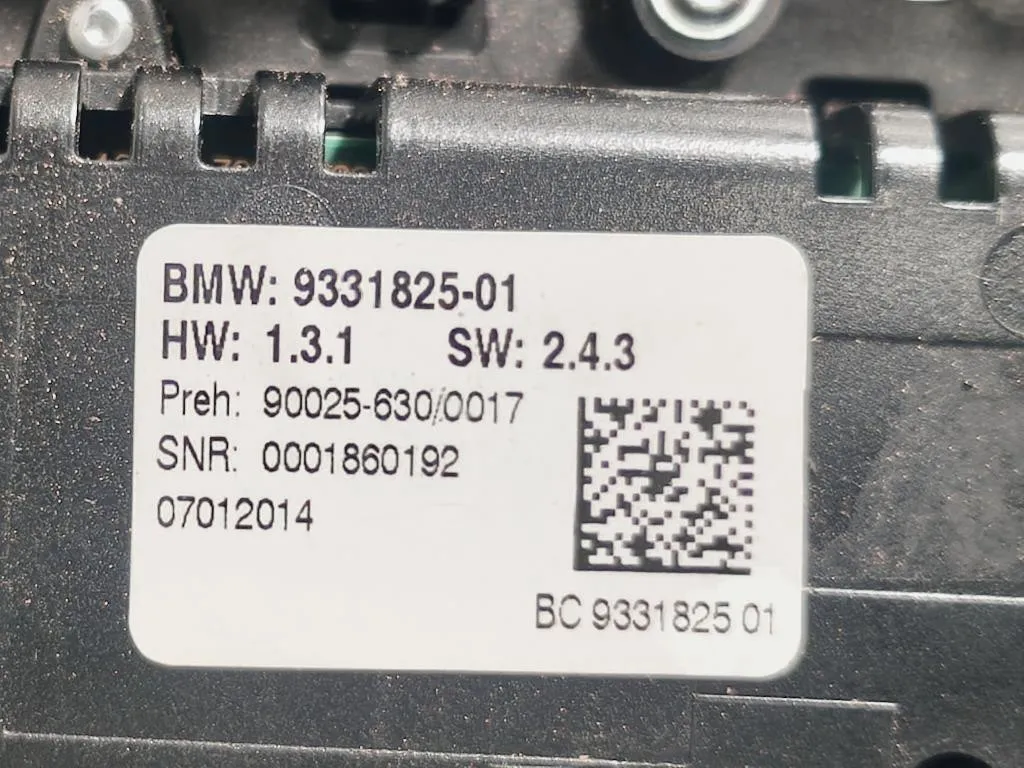 BMW: 9331825-01
HW: 1.3.1 SW: 2.4.3
Preh: 90025-630/0017
SNR: 0001860192
07012014
BC 9331825 01